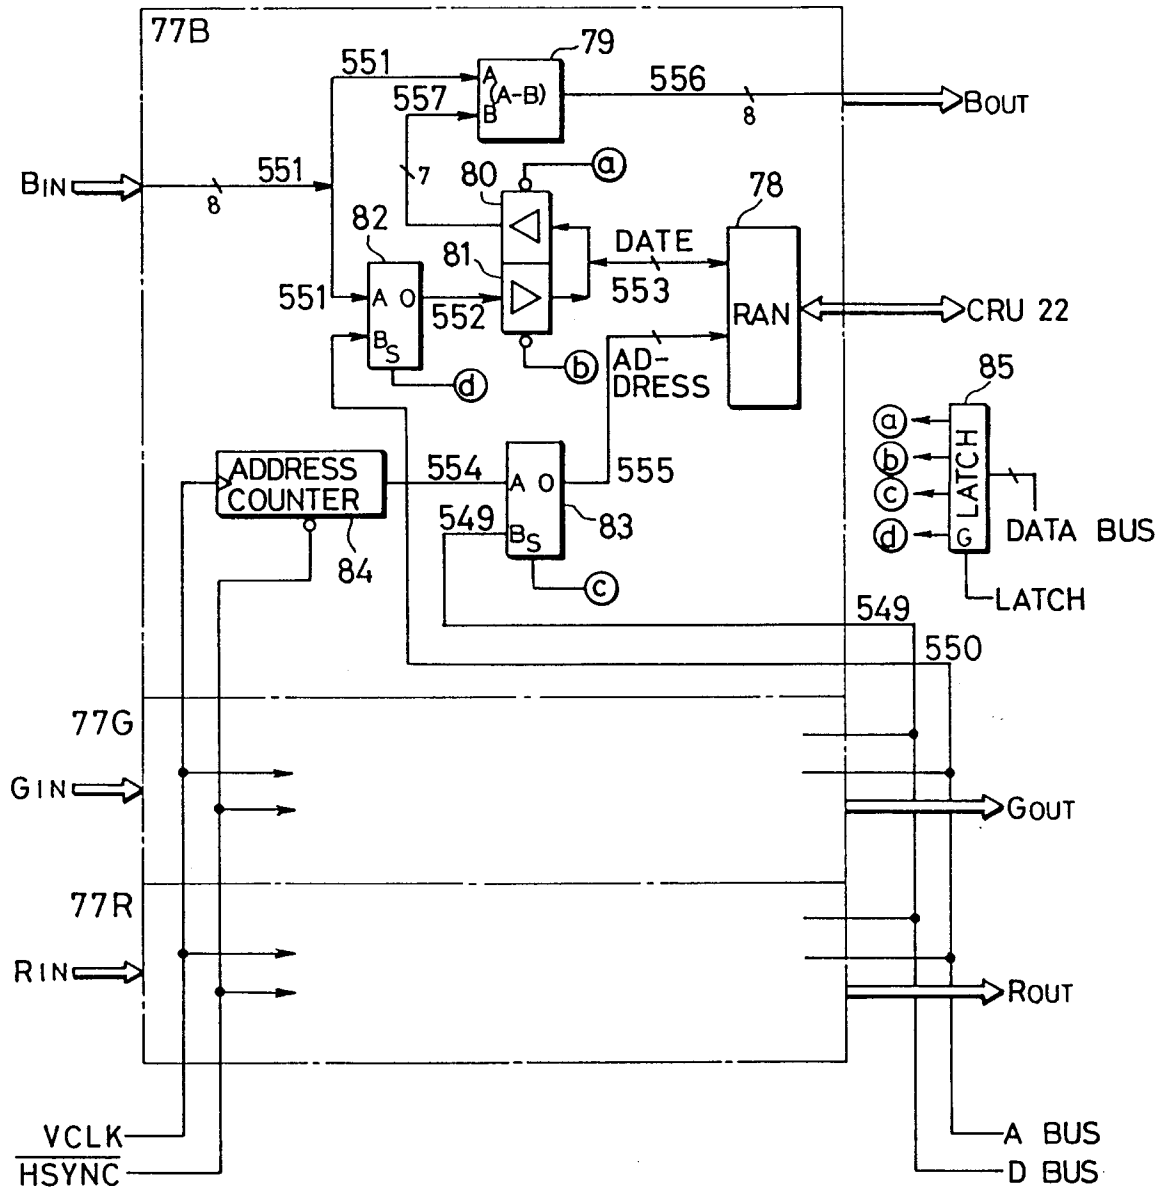 77B
79
551
556
A
(A-B)
557
B
8
BOUT
a
7
80
78
BIN
551
8
82
DATE
81
553
551
A O
552
RAN
CRU 22
B
S
b
AD-
DRESS
d
85
a
b
c
d
LATCH
G
DATA BUS
LATCH
ADDRESS
COUNTER
554
A O
555
549
B
S
83
84
c
549
550
77G
GIN
GOUT
77R
RIN
ROUT
VCLK
A BUS
HSYNC
D BUS